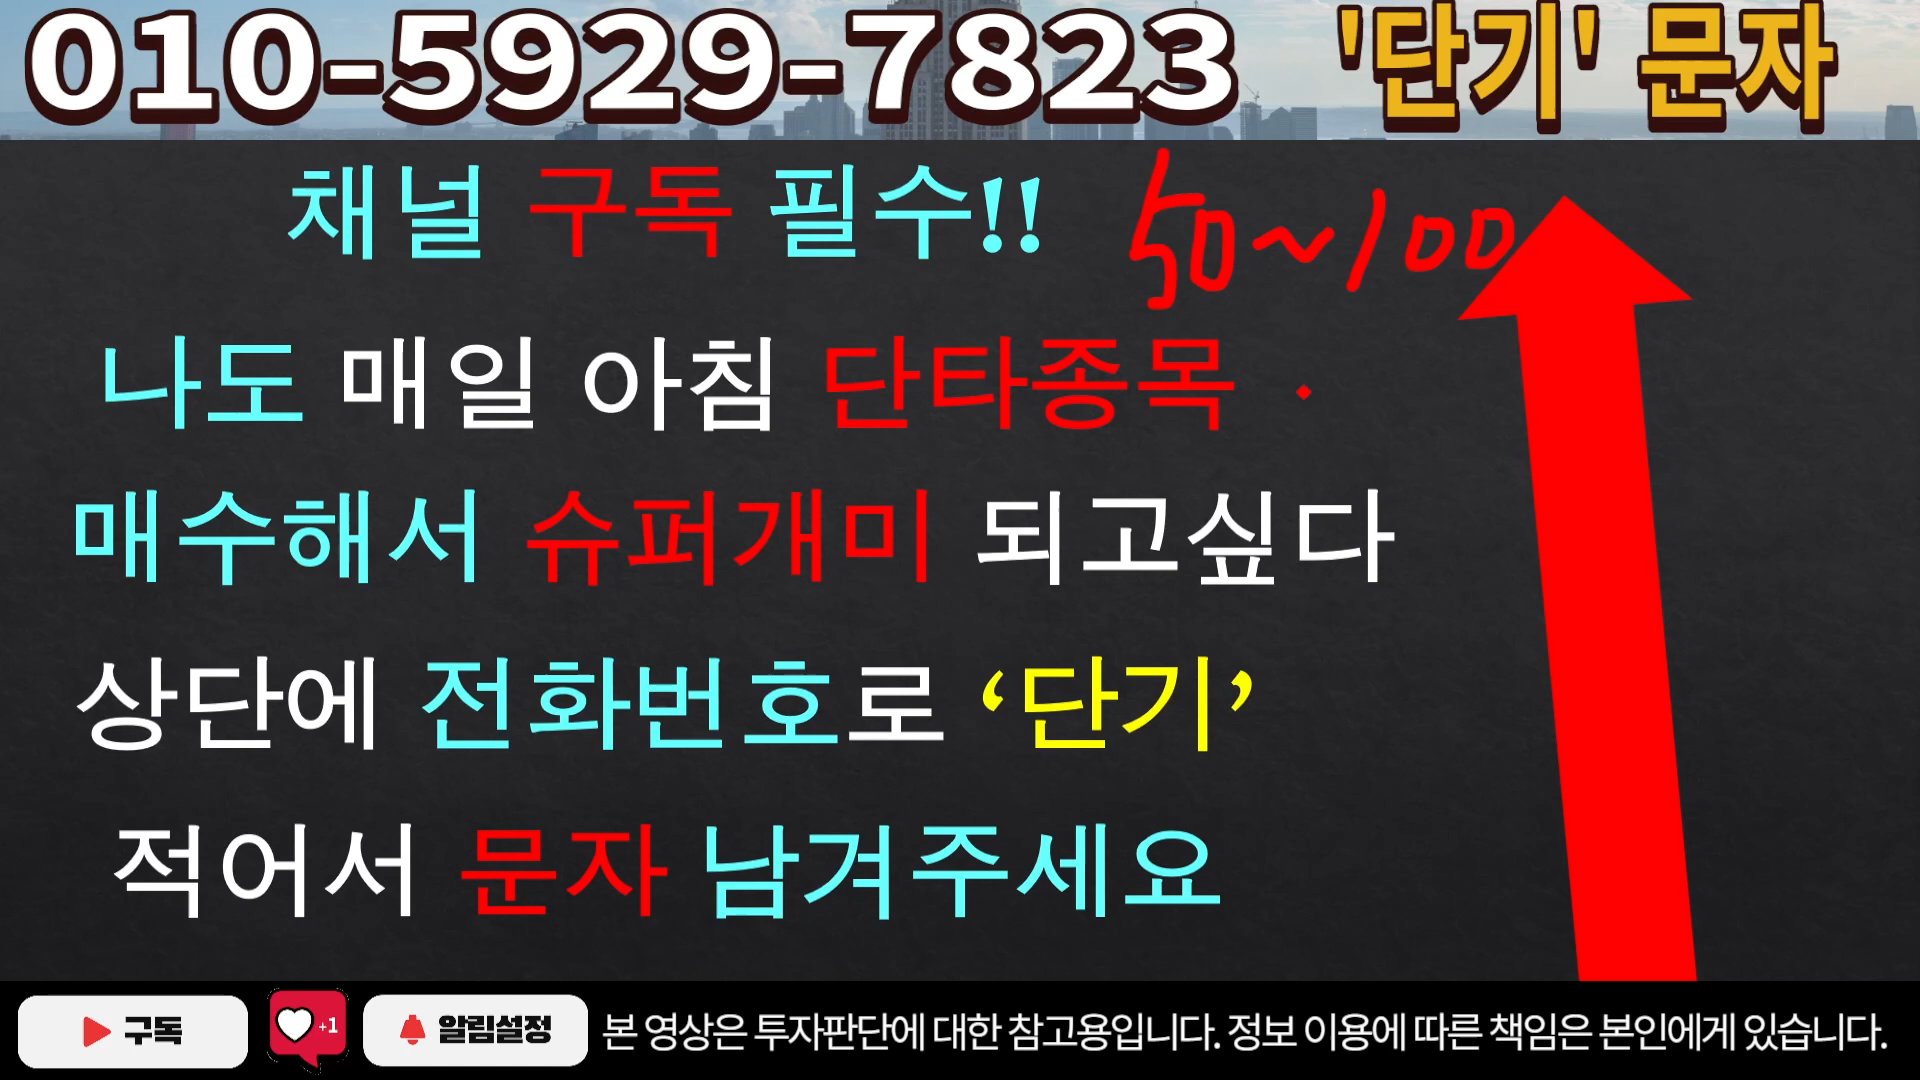 010-5929-7823 '단기' 문자
채널 구독 필수!! 50~100
나도 매일 아침 단타종목
매수해서 슈퍼개미 되고싶다
상단에 전화번호로 ‘단기’
적어서 문자 남겨주세요
구독 +1 알림설정 본 영상은 투자판단에 대한 참고용입니다. 정보 이용에 따른 책임은 본인에게 있습니다.